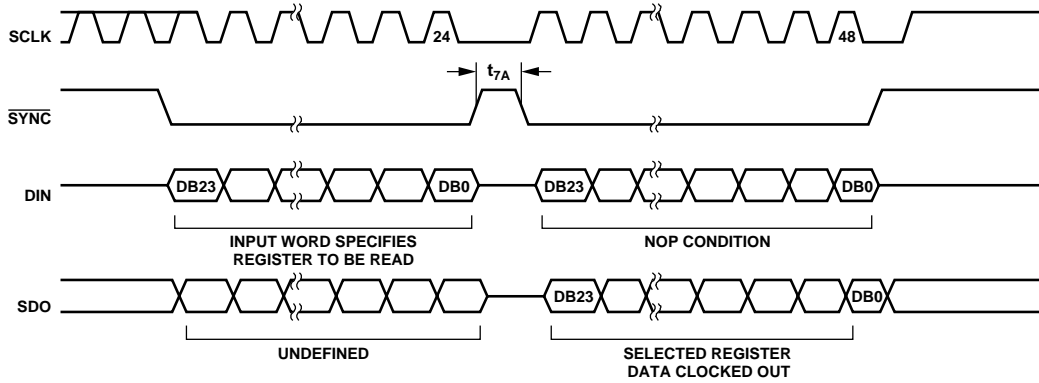 SCLK
24
48
t7A
SYNC
DIN
DB23
DB0
DB23
DB0
INPUT WORD SPECIFIES
REGISTER TO BE READ
NOP CONDITION
SDO
DB23
DB0
UNDEFINED
SELECTED REGISTER
DATA CLOCKED OUT